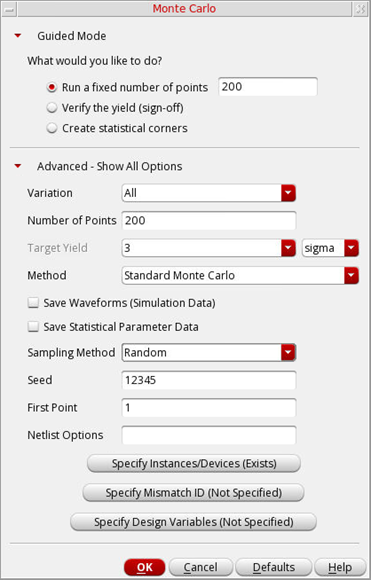 Monte Carlo
Guided Mode
What would you like to do?
Run a fixed number of points 200
Verify the yield (sign-off)
Create statistical corners
Advanced - Show All Options
Variation All
Number of Points 200
Target Yield 3 sigma
Method Standard Monte Carlo
Save Waveforms (Simulation Data)
Save Statistical Parameter Data
Sampling Method Random
Seed 12345
First Point 1
Netlist Options
Specify Instances/Devices (Exists)
Specify Mismatch ID (Not Specified)
Specify Design Variables (Not Specified)
OK Cancel Defaults Help